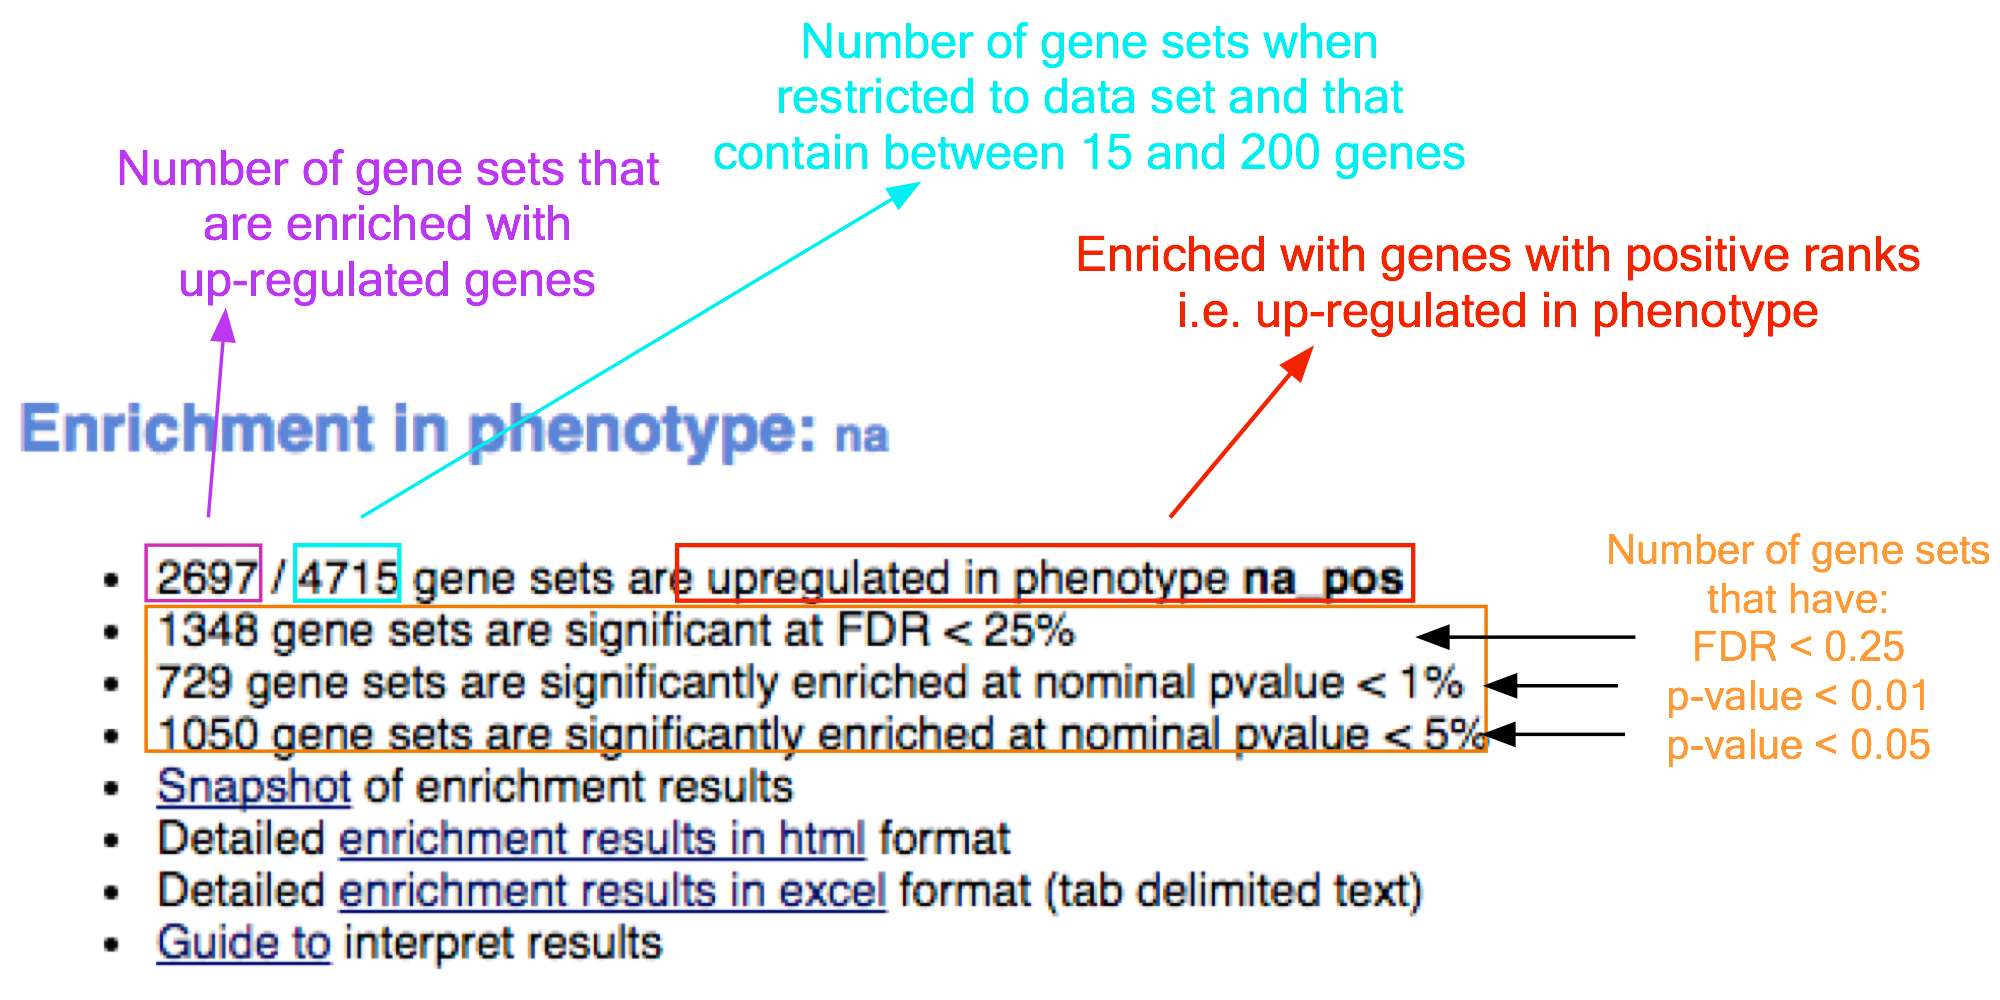 Number of gene sets when
restricted to data set and that
contain between 15 and 200 genes
Number of gene sets that
are enriched with
up-regulated genes
Enriched with genes with positive ranks
i.e. up-regulated in phenotype
Enrichment in phenotype: na
• 2697 / 4715 gene sets are upregulated in phenotype na_pos
• 1348 gene sets are significant at FDR < 25%
• 729 gene sets are significantly enriched at nominal pvalue < 1%
• 1050 gene sets are significantly enriched at nominal pvalue < 5%
• Snapshot of enrichment results
• Detailed enrichment results in html format
• Detailed enrichment results in excel format (tab delimited text)
• Guide to interpret results
Number of gene sets
that have:
FDR < 0.25
p-value < 0.01
p-value < 0.05